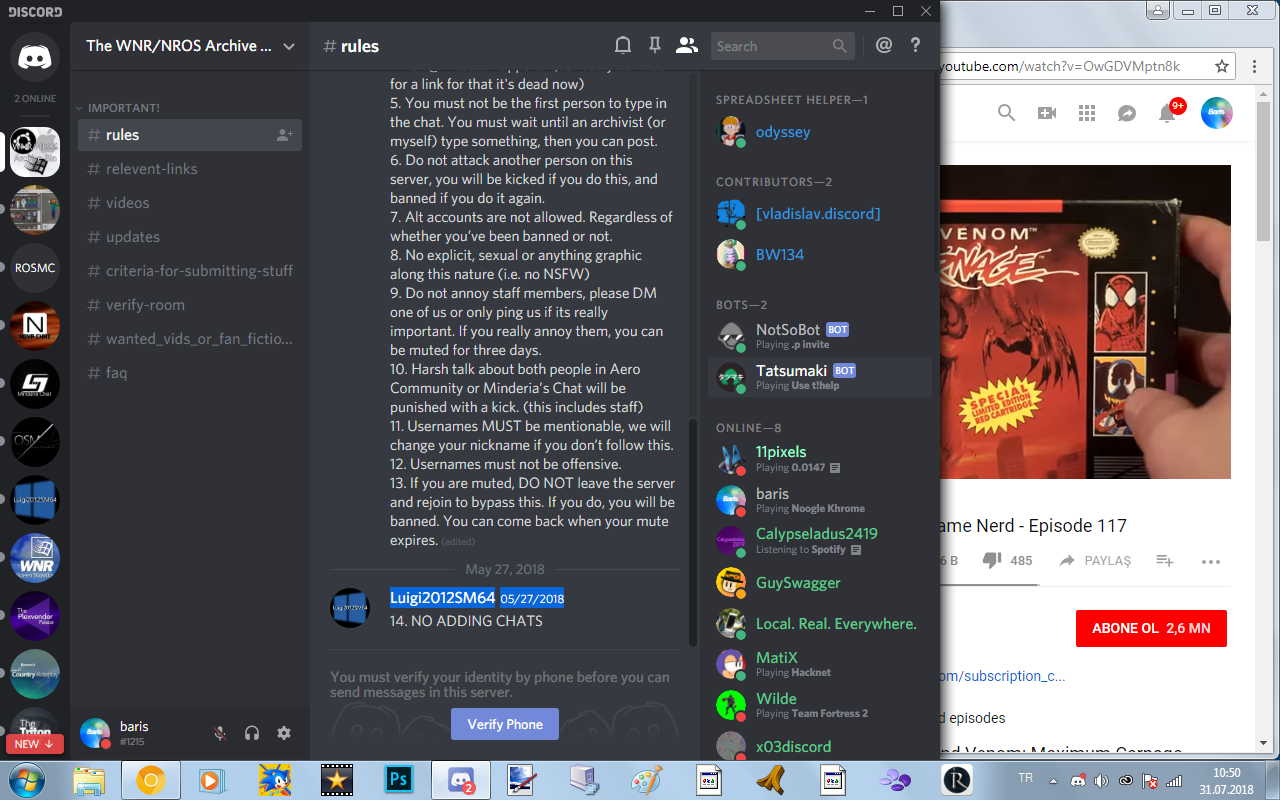 DISCORD
2 ONLINE
ROSMC
NEW ↓
The WNR/NROS Archive ...
IMPORTANT!
# rules
# relevent-links
# videos
# updates
# criteria-for-submitting-stuff
# verify-room
# wanted_vids_or_fan_fictio...
# faq
baris
#1215
# rules
Search
for a link for that it's dead now)
5. You must not be the first person to type in
the chat. You must wait until an archivist (or
myself) type something, then you can post.
6. Do not attack another person on this
server, you will be kicked if you do this, and
banned if you do it again.
7. Alt accounts are not allowed. Regardless of
whether you've been banned or not.
8. No explicit, sexual or anything graphic
along this nature (i.e. no NSFW)
9. Do not annoy staff members, please DM
one of us or only ping us if its really
important. If you really annoy them, you can
be muted for three days.
10. Harsh talk about both people in Aero
Community or Minderia's Chat will be
punished with a kick. (this includes staff)
11. Usernames MUST be mentionable, we will
change your nickname if you don't follow this.
12. Usernames must not be offensive.
13. If you are muted, DO NOT leave the server
and rejoin to bypass this. If you do, you will be
banned. You can come back when your mute
expires. (edited)
May 27, 2018
Luigi2012SM64 05/27/2018
14. NO ADDING CHATS
You must verify your identity by phone before you can
send messages in this server.
Verify Phone
SPREADSHEET HELPER—1
odyssey
CONTRIBUTORS—2
[vladislav.discord]
BW134
BOTS—2
NotSoBot BOT
Playing .p invite
Tatsumaki BOT
Playing Use t!help
ONLINE—8
11pixels
Playing 0.0147
baris
Playing Noogle Khrome
Calypseladus2419
Listening to Spotify
GuySwagger
Local. Real. Everywhere.
MatiX
Playing Hacknet
Wilde
Playing Team Fortress 2
x03discord
youtube.com/watch?v=OwGDVMptn8k
9+
Baris
VENOM
NAGE
SPECIAL
LIMITED EDITION
RED CARTRIDGE!
ame Nerd - Episode 117
6 B
485
PAYLAŞ
ABONE OL 2,6 MN
om/subscription_c...
d episodes
nd Venom: Maximum Carnage
Ps
2
R
TR
10:50
31.07.2018